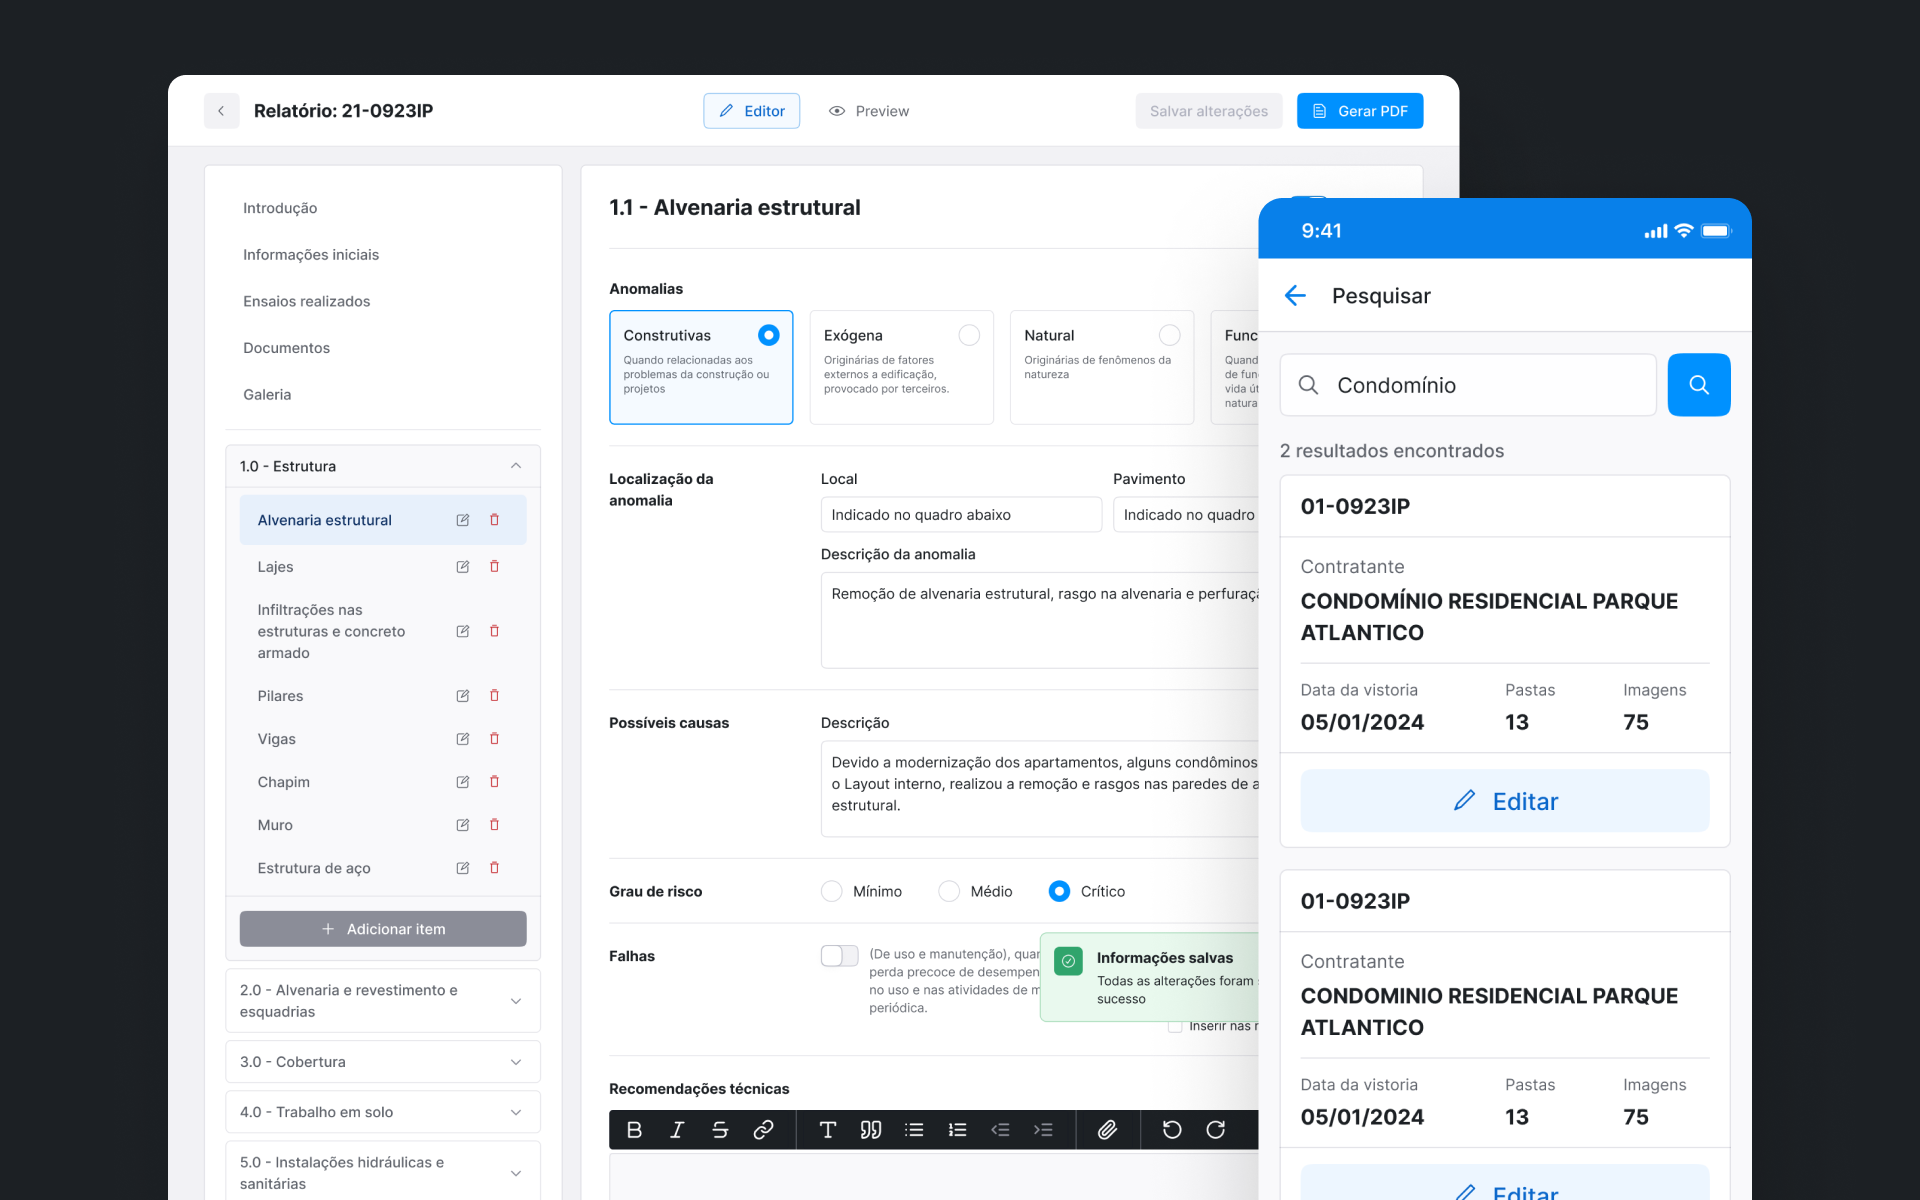 Relatório: 21-0923IP
Editor
Preview
Salvar alterações
Gerar PDF
Introdução
Informações iniciais
Ensaios realizados
Documentos
Galeria
1.0 - Estrutura
Alvenaria estrutural
Lajes
Infiltrações nas
estruturas e concreto
armado
Pilares
Vigas
Chapim
Muro
Estrutura de aço
Adicionar item
2.0 - Alvenaria e revestimento e
esquadrias
3.0 - Cobertura
4.0 - Trabalho em solo
5.0 - Instalações hidráulicas e
sanitárias
1.1 - Alvenaria estrutural
Anomalias
Construtivas
Quando relacionadas aos
problemas da construção ou
projetos
Exógena
Originárias de fatores
externos a edificação,
provocado por terceiros.
Natural
Originárias de fenômenos da
natureza
Func
Quand
de fun
vida út
natura
Localização da
anomalia
Local
Indicado no quadro abaixo
Pavimento
Indicado no quadro
Descrição da anomalia
Remoção de alvenaria estrutural, rasgo na alvenaria e perfuraçã
Possíveis causas
Descrição
Devido a modernização dos apartamentos, alguns condôminos
o Layout interno, realizou a remoção e rasgos nas paredes de a
estrutural.
Grau de risco
Mínimo
Médio
Crítico
Falhas
(De uso e manutenção), quan
perda precoce de desempen
no uso e nas atividades de m
periódica.
Informações salvas
Todas as alterações foram
sucesso
Inserir nas
Recomendações técnicas
9:41
Pesquisar
Condomínio
2 resultados encontrados
01-0923IP
Contratante
CONDOMÍNIO RESIDENCIAL PARQUE
ATLANTICO
Data da vistoria Pastas Imagens
05/01/2024 13 75
Editar
01-0923IP
Contratante
CONDOMINIO RESIDENCIAL PARQUE
ATLANTICO
Data da vistoria Pastas Imagens
05/01/2024 13 75
Editar